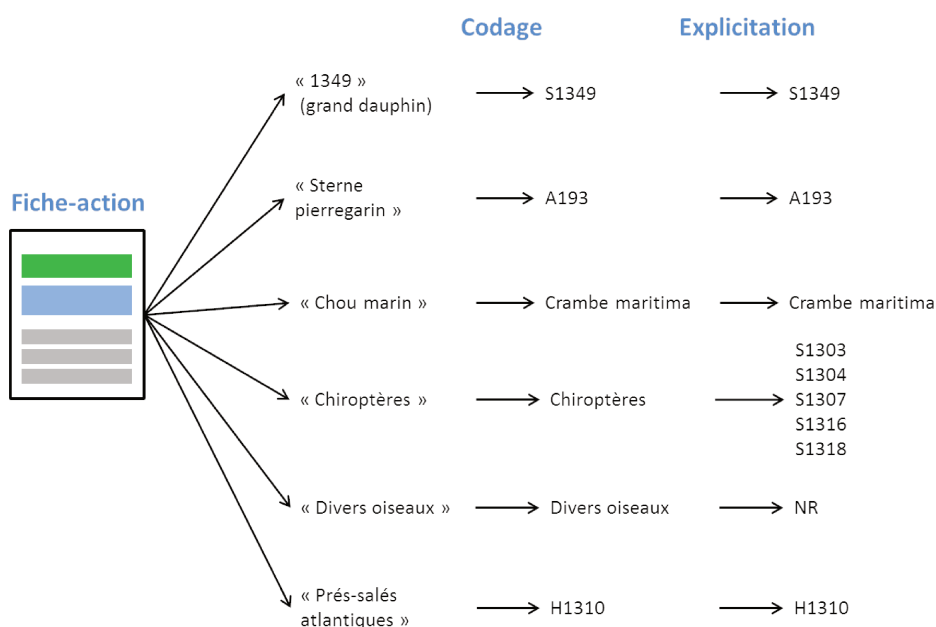 Codage
Explicitation
« 1349 »
(grand dauphin)
S1349
S1349
« Sterne
pierregarin »
A193
A193
Fiche-action
« Chou marin »
Crambe maritima
Crambe maritima
« Chiroptères »
Chiroptères
S1303
S1304
S1307
S1316
S1318
« Divers oiseaux »
Divers oiseaux
NR
« Prés-salés
atlantiques »
H1310
H1310